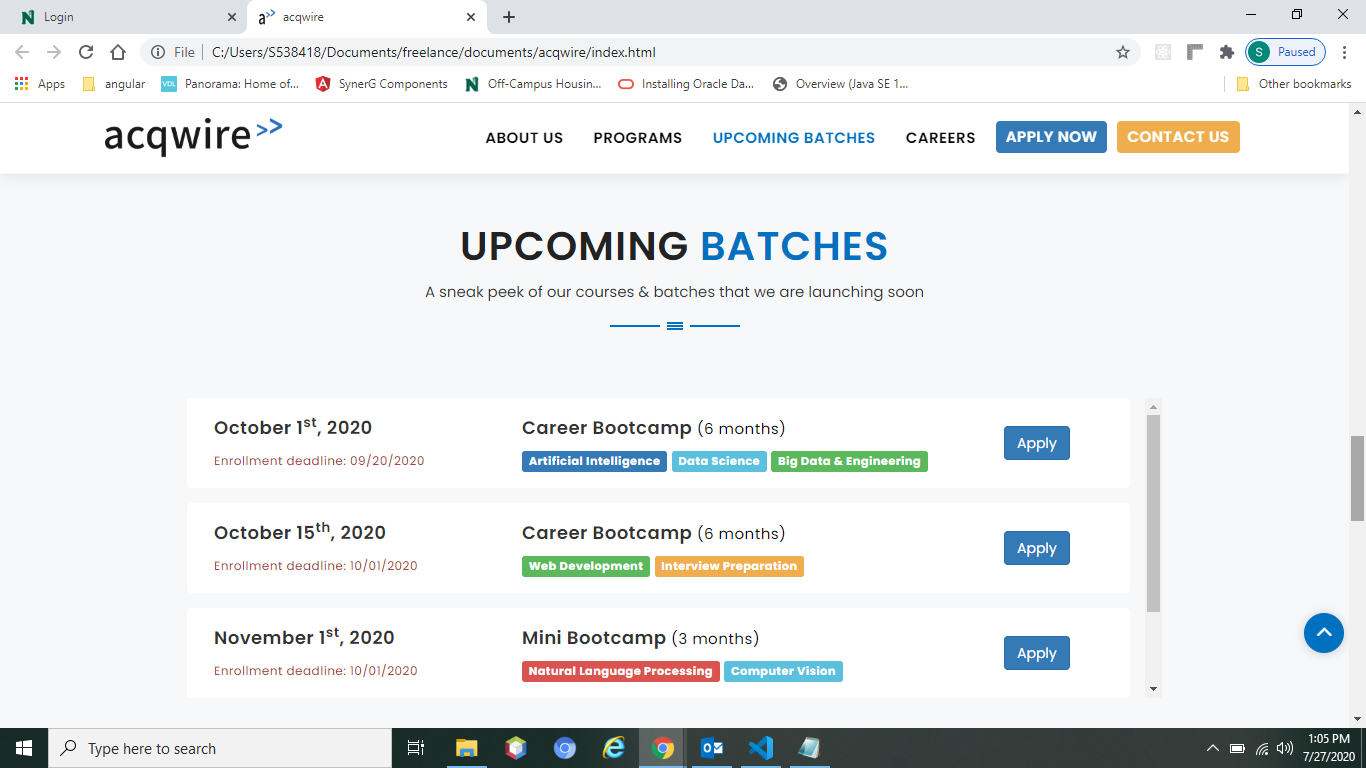 Login
acqwire
File
C:/Users/S538418/Documents/freelance/documents/acqwire/index.html
S Paused
Apps angular VDL Panorama: Home of... SynerG Components Off-Campus Housin... Installing Oracle Da... Overview (Java SE 1... Other bookmarks
acqwire>>
ABOUT US PROGRAMS UPCOMING BATCHES CAREERS APPLY NOW CONTACT US
UPCOMING BATCHES
A sneak peek of our courses & batches that we are launching soon
October 1st, 2020
Enrollment deadline: 09/20/2020
Career Bootcamp (6 months)
Artificial Intelligence Data Science Big Data & Engineering
Apply
October 15th, 2020
Enrollment deadline: 10/01/2020
Career Bootcamp (6 months)
Web Development Interview Preparation
Apply
November 1st, 2020
Enrollment deadline: 10/01/2020
Mini Bootcamp (3 months)
Natural Language Processing Computer Vision
Apply
Type here to search
1:05 PM
7/27/2020